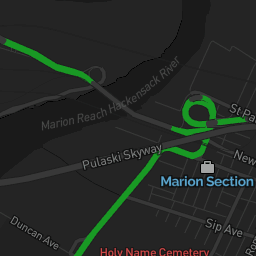 Marion Reach Hackensack River
St Pa
Pulaski Skyway
New
Marion Section
Sip Ave
Duncan Ave
Holy Name Cemetery